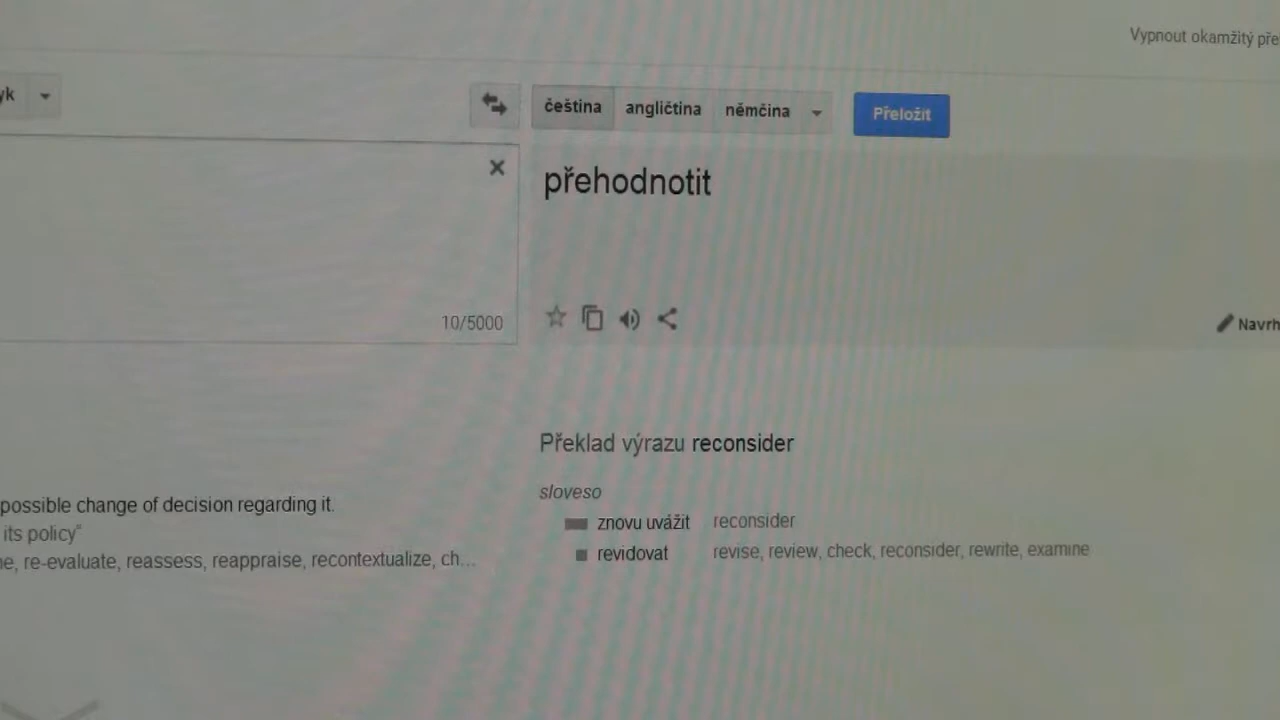 Vypnout okamžitý pře
yk
čeština angličtina němčina Přeložit
přehodnotit
10/5000
Navrh
Překlad výrazu reconsider
sloveso
znovu uvážit reconsider
revidovat revise, review, check, reconsider, rewrite, examine
possible change of decision regarding it.
its policy"
ne, re-evaluate, reassess, reappraise, recontextualize, ch...